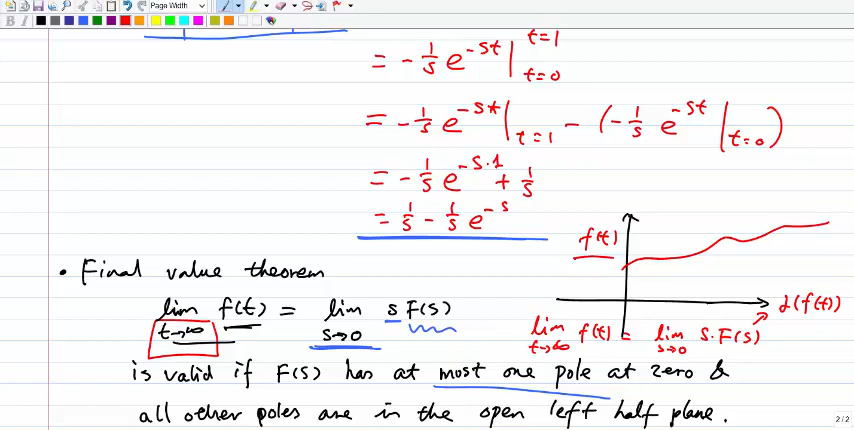 Page Width
= -1/s e^{-st} |_{t=0}^{t=1}
= -1/s e^{-st} |_{t=1} - (-1/s e^{-st} |_{t=0})
= -1/s e^{-s·1} + 1/s
= 1/s - 1/s e^{-s}
f(t)
L(f(t))
lim_{t→∞} f(t) = lim_{s→0} s·F(s)
• Final value theorem
lim_{t→∞} f(t) = lim_{s→0} s F(s)
is valid if F(s) has at most one pole at zero &
all other poles are in the open left half plane.
2/2